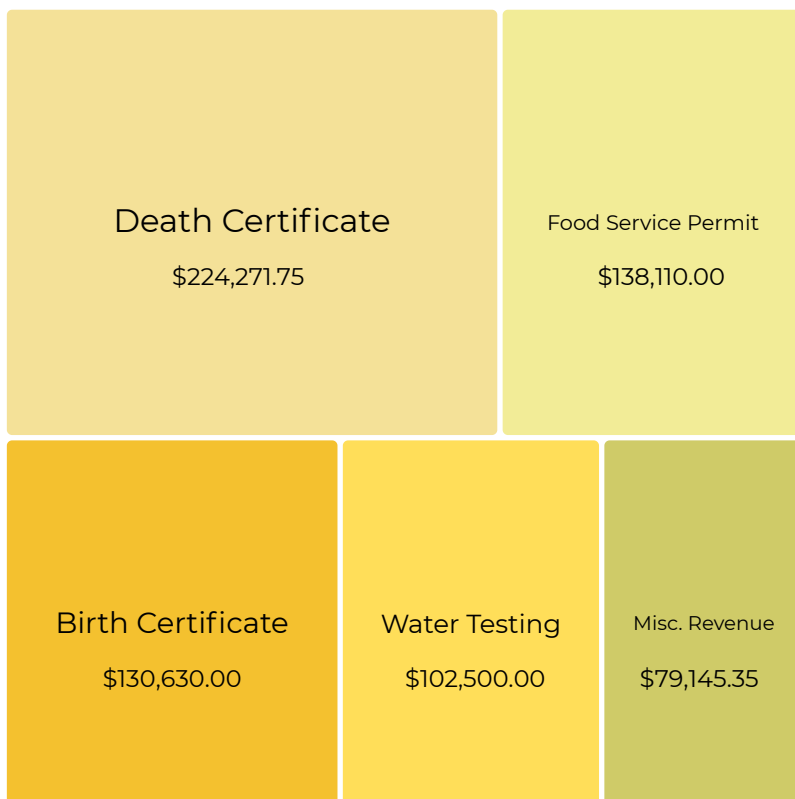 Death Certificate
$224,271.75
Food Service Permit
$138,110.00
Birth Certificate
$130,630.00
Water Testing
$102,500.00
Misc. Revenue
$79,145.35